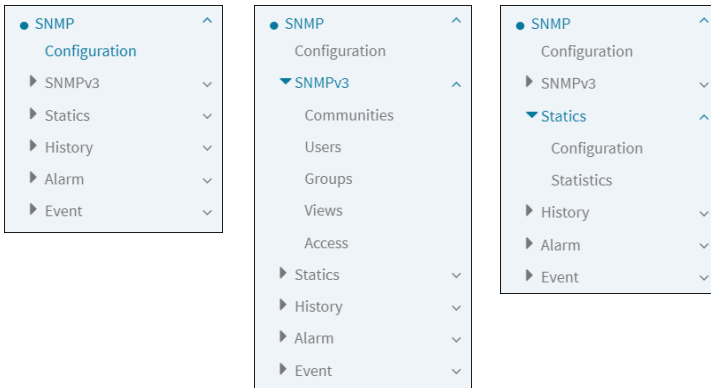 SNMP
Configuration
SNMPv3
Statics
History
Alarm
Event
SNMP
Configuration
SNMPv3
Communities
Users
Groups
Views
Access
Statics
History
Alarm
Event
SNMP
Configuration
SNMPv3
Statics
Configuration
Statistics
History
Alarm
Event